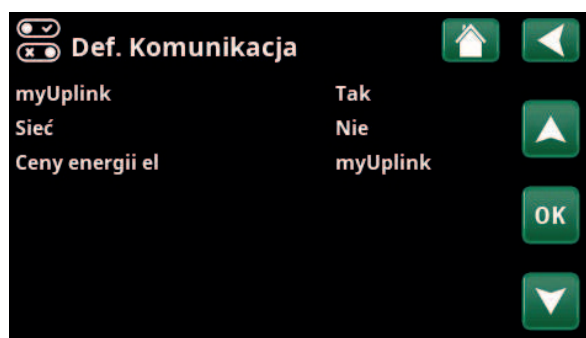 Def. Komunikacja
myUplink Tak
Sieć Nie
Ceny energii el myUplink
OK